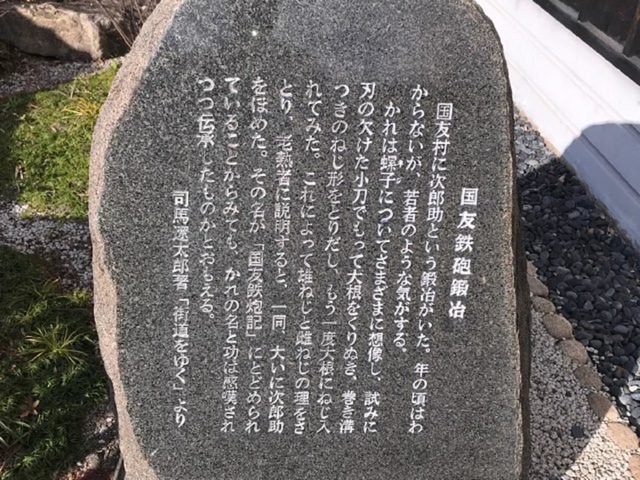 国友鉄砲鍛冶
国友村に次郎助という鍛冶がいた。年の頃はわ
からないが、若者のような気がする。
かれは螺子についてさまざまに想像し、試みに
ネジ
刃の欠けた小刀でもって大根をくりぬき、巻き溝
つきのねじ形をとりだし、もう一度大根にねじ入
れてみた。これによって雄ねじと雌ねじの理をさ
とり、老熟者に説明すると、一同、大いに次郎助
をほめた。その名が「国友鉄炮記」にとどめられ
ていることからみても、かれの名と功は感嘆され
つつ伝承したものかとおもえる。
司馬遼太郎著「街道をゆく」より